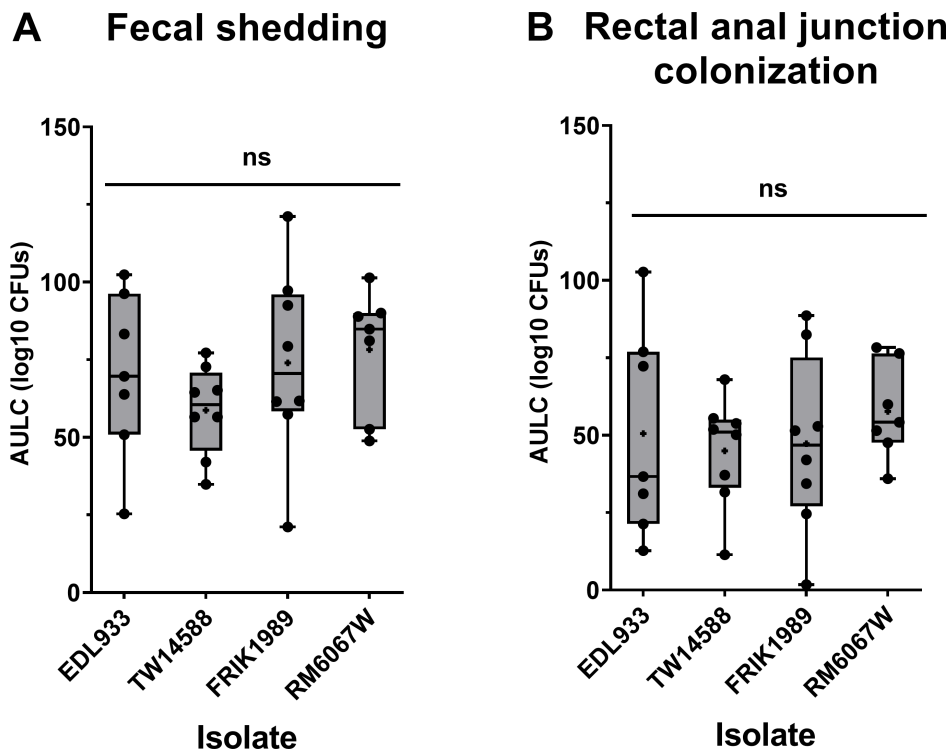 A Fecal shedding
AULC (log10 CFUs)
150
100
50
0
ns
EDL933
TW14588
FRIK1989
RM6067W
Isolate
B Rectal anal junction
colonization
AULC (log10 CFUs)
150
100
50
0
ns
EDL933
TW14588
FRIK1989
RM6067W
Isolate